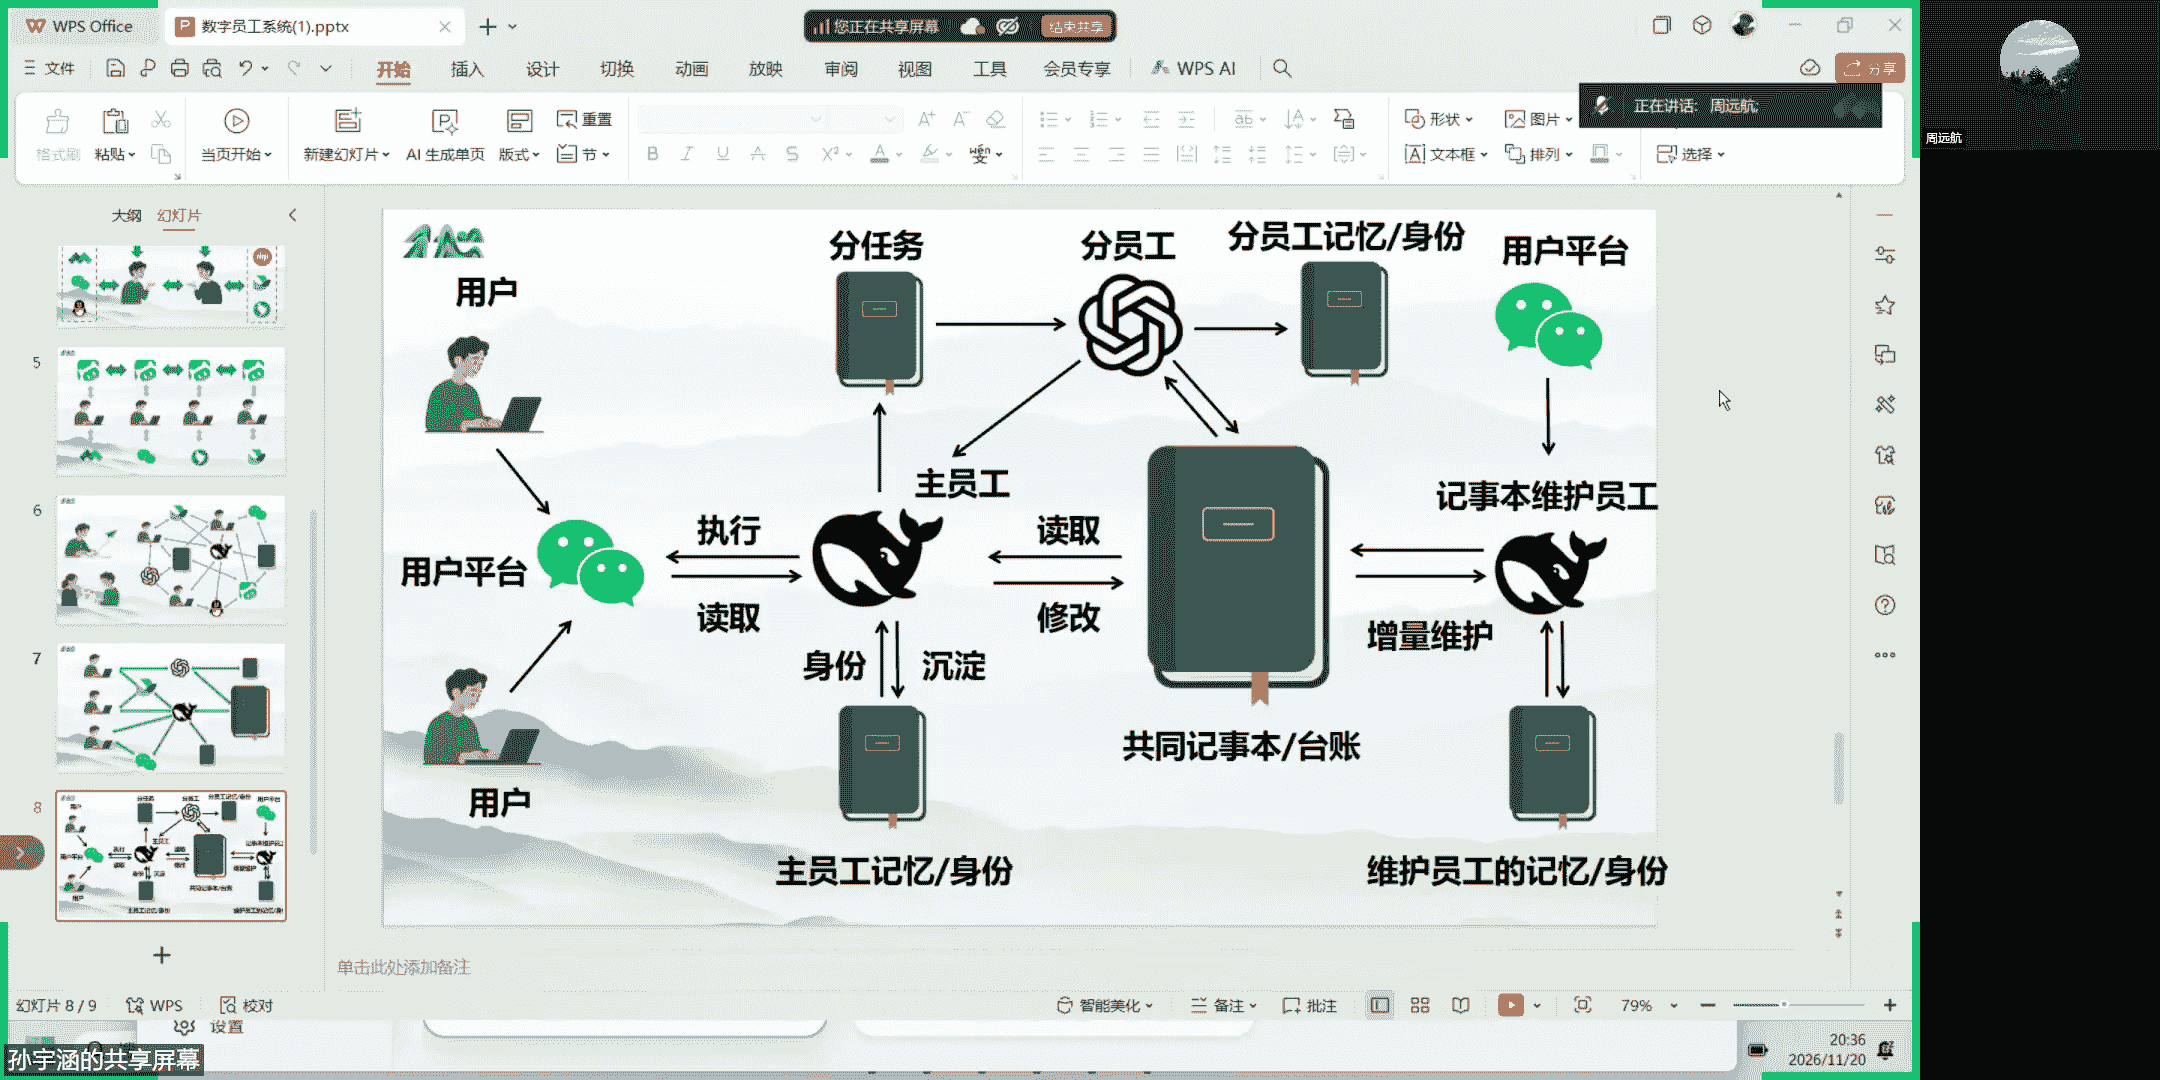 WPS Office
数字员工系统(1).pptx
您正在共享屏幕
结束共享
文件
开始
插入
设计
切换
动画
放映
审阅
视图
工具
会员专享
WPS AI
分享
正在讲话: 周远航;
周远航
格式刷
粘贴
当页开始
新建幻灯片
AI 生成单页
版式
重置
节
形状
图片
文本框
排列
选择
大纲
幻灯片
5
6
7
8
用户
分任务
分员工
分员工记忆/身份
用户平台
主员工
记事本维护员工
执行
读取
用户平台
读取
修改
增量维护
身份
沉淀
共同记事本/台账
用户
主员工记忆/身份
维护员工的记忆/身份
单击此处添加备注
幻灯片 8 / 9
WPS
校对
智能美化
备注
批注
79%
设置
孙宇涵的共享屏幕
20:36
2026/11/20